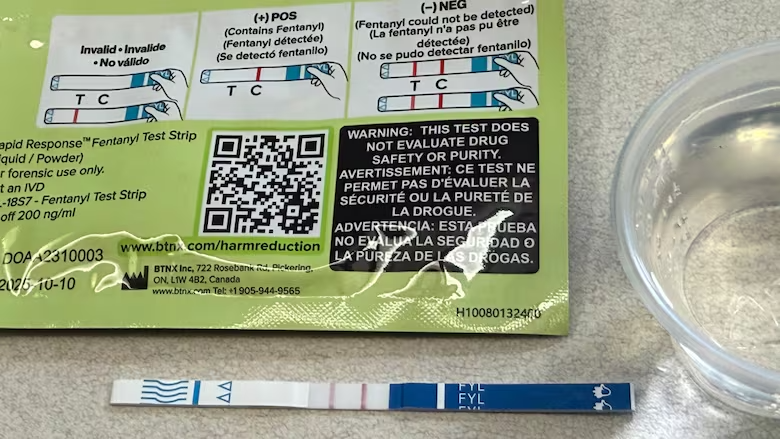 Invalid • Invalide
• No válido
T C
(+) POS
(Contains Fentanyl)
(Fentanyl détectée)
(Se detectó fentanilo)
T C
(–) NEG
(Fentanyl could not be detected)
(La fentanyl n'a pas pu être
détectée)
(No se pudo detectar fentanilo)
T C
apid Response™ Fentanyl Test Strip
iquid / Powder)
r forensic use only.
t an IVD
L-18S7 - Fentanyl Test Strip
off 200 ng/ml
DOAA2310003
2025-10-10
www.btnx.com/harmreduction
BTNX Inc, 722 Rosebank Rd, Pickering,
ON, L1W 4B2, Canada
www.btnx.com Tel: +1 905-944-9565
WARNING: THIS TEST DOES
NOT EVALUATE DRUG
SAFETY OR PURITY.
AVERTISSEMENT: CE TEST NE
PERMET PAS D'ÉVALUER LA
SÉCURITÉ OU LA PURETÉ DE
LA DROGUE.
ADVERTENCIA: ESTA PRUEBA
NO EVALÚA LA SEGURIDAD O
LA PUREZA DE LAS DROGAS.
H10080132400
FYL
FYL
FYL